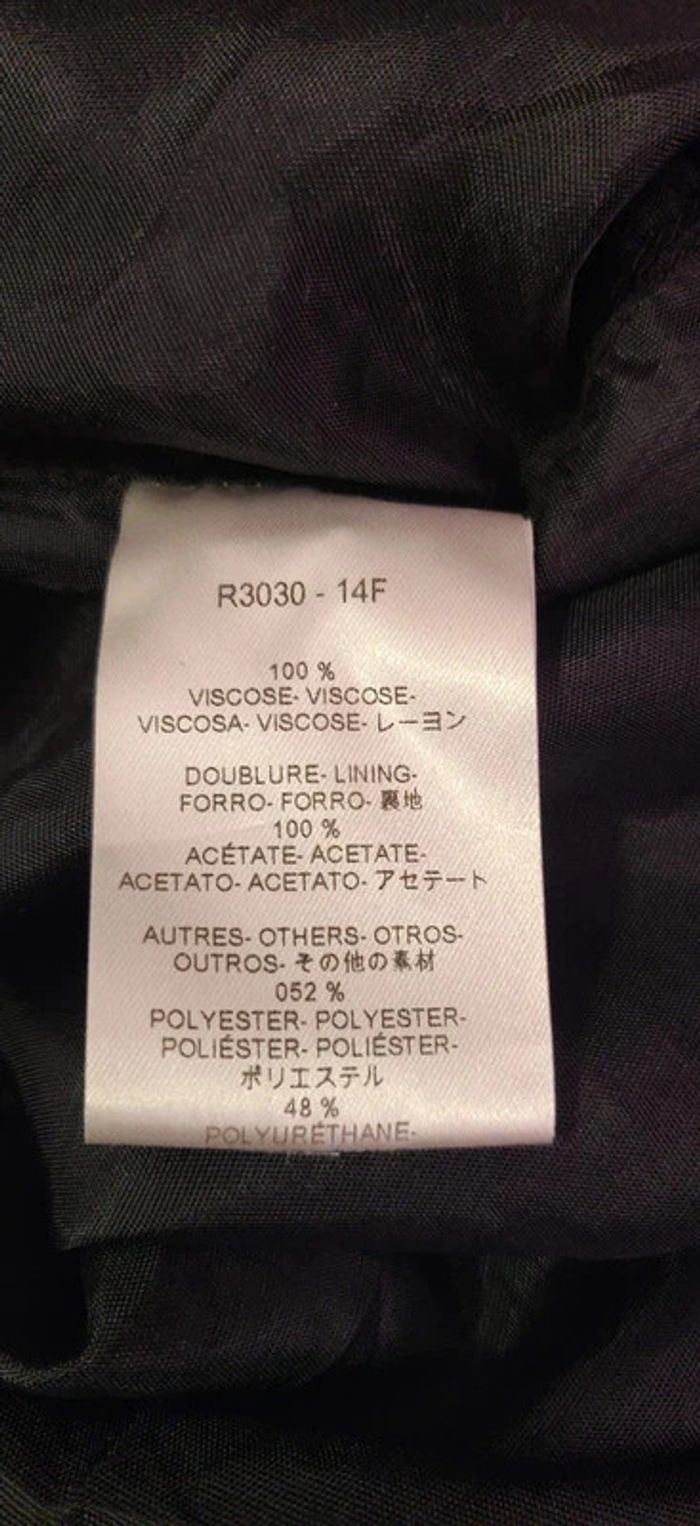 R3030 - 14F
100 %
VISCOSE- VISCOSE-
VISCOSA- VISCOSE- レーヨン
DOUBLURE- LINING-
FORRO- FORRO- 裏地
100 %
ACÉTATE- ACETATE-
ACETATO- ACETATO- アセテート
AUTRES- OTHERS- OTROS-
OUTROS- その他の素材
052 %
POLYESTER- POLYESTER-
POLIÉSTER- POLIÉSTER-
ポリエステル
48 %
POLYURÉTHANE-